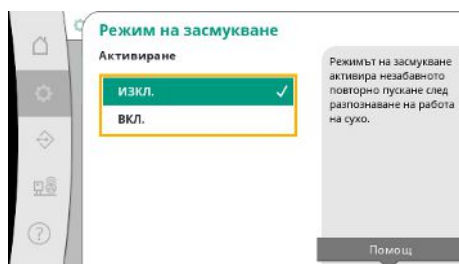 Режим на засмукване
Активиране
ИЗКЛ.
ВКЛ.
Режимът на засмукване
активира незабавното
повторно пускане след
разпознаване на работа
на сухо.
Помощ